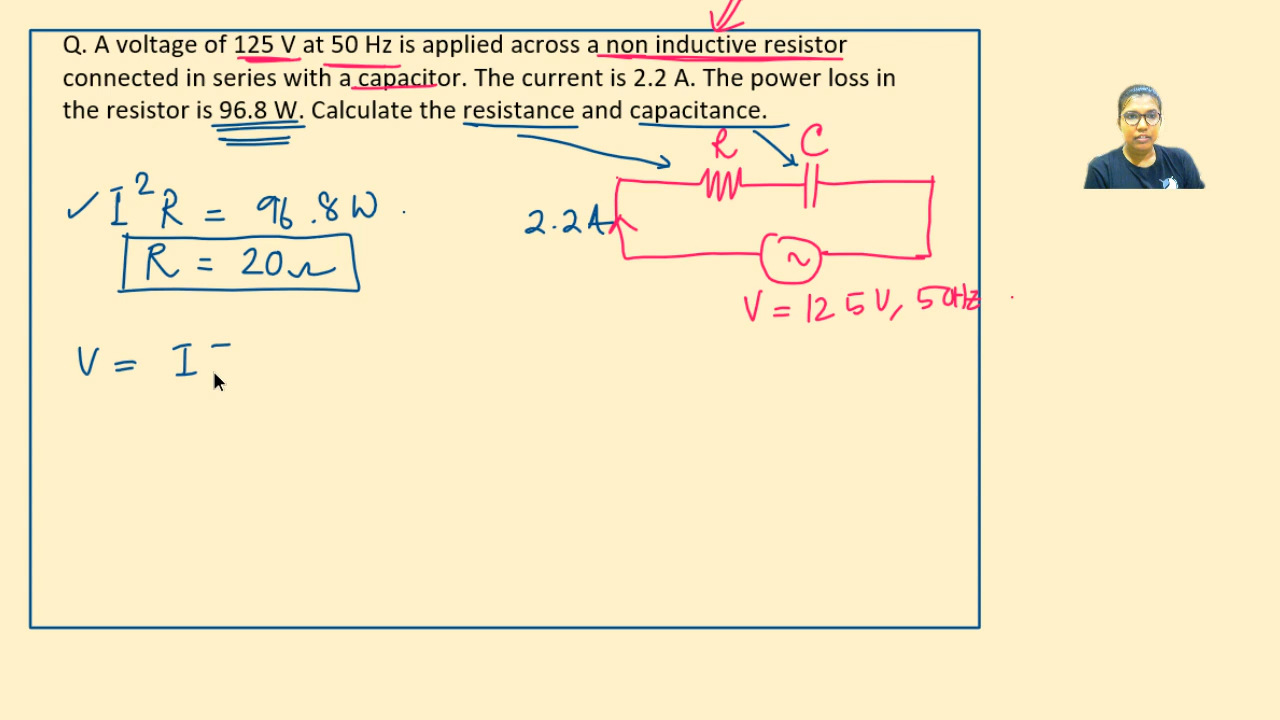 Q. A voltage of 125 V at 50 Hz is applied across a non inductive resistor
connected in series with a capacitor. The current is 2.2 A. The power loss in
the resistor is 96.8 W. Calculate the resistance and capacitance.
R C
I² R = 96.8 W
2.2A
R = 20 Ω
~
V = 125 V, 50Hz
V = I